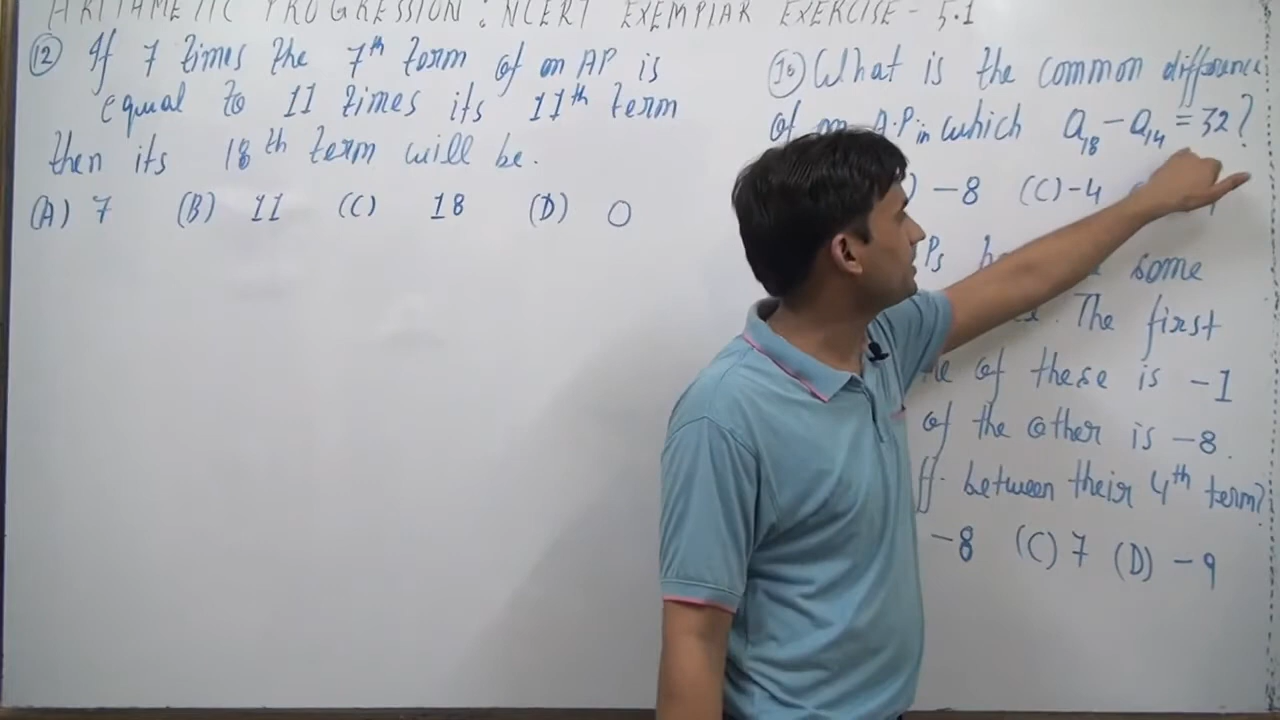 ARITHMETIC PROGRESSION : NCERT EXEMPLAR EXERCISE - 5.1
(12) If 7 times the 7th term of an AP is
equal to 11 times its 11th term
then its 18th term will be.
(A) 7 (B) 11 (C) 18 (D) 0
What is the common difference
of an A.P in which a18 - a14 = 32?
-8 (C) -4
Ps same
The first
of these is -1
of the other is -8.
between their 4th term?
-8 (C) 7 (D) -9